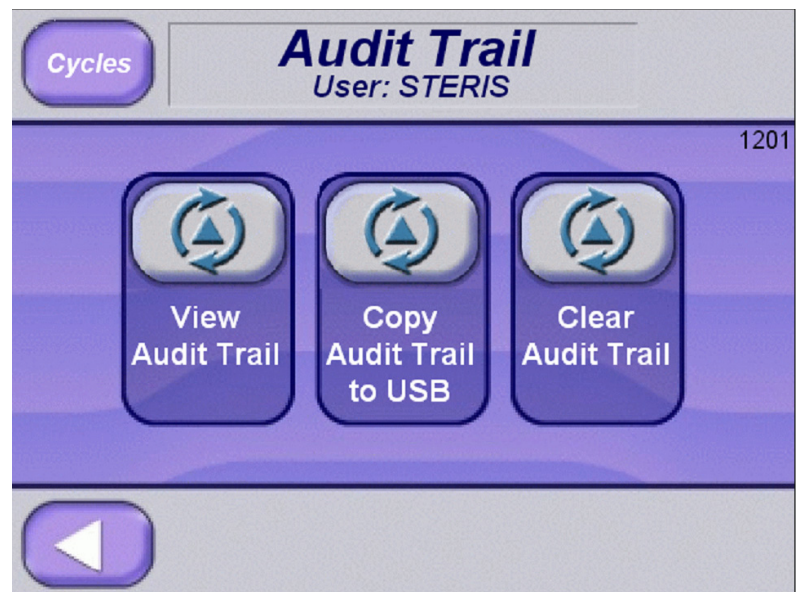 Cycles
Audit Trail
User: STERIS
1201
View
Audit Trail
Copy
Audit Trail
to USB
Clear
Audit Trail